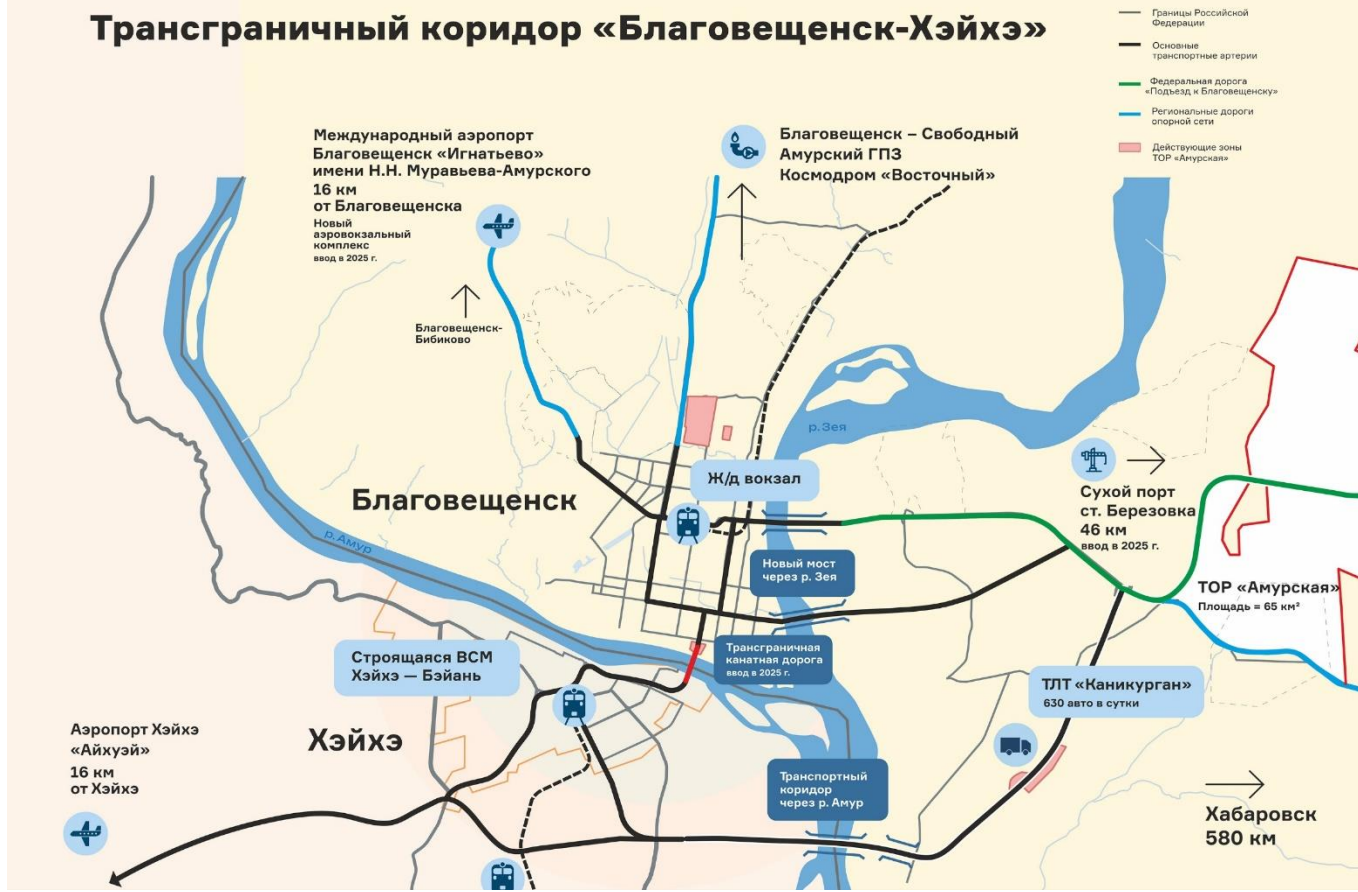 Трансграничный коридор «Благовещенск-Хэйхэ»
Границы Российской
Федерации
Основные
транспортные артерии
Федеральная дорога
«Подъезд к Благовещенску»
Региональные дороги
опорной сети
Действующие зоны
ТОР «Амурская»
Международный аэропорт
Благовещенск «Игнатьево»
имени Н.Н. Муравьева-Амурского
16 км
от Благовещенска
Новый
аэровокзальный
комплекс
ввод в 2025 г.
Благовещенск – Свободный
Амурский ГПЗ
Космодром «Восточный»
Благовещенск-
Бибиково
р. Зея
Ж/д вокзал
Благовещенск
Сухой порт
ст. Березовка
46 км
ввод в 2025 г.
р. Амур
Новый мост
через р. Зея
ТОР «Амурская»
Площадь = 65 км²
Строящаяся ВСМ
Хэйхэ — Бэйань
Трансграничная
канатная дорога
ввод в 2025 г.
ТЛТ «Каникурган»
630 авто в сутки
Аэропорт Хэйхэ
«Айхуэй»
16 км
от Хэйхэ
Хэйхэ
Транспортный
коридор
через р. Амур
Хабаровск
580 км